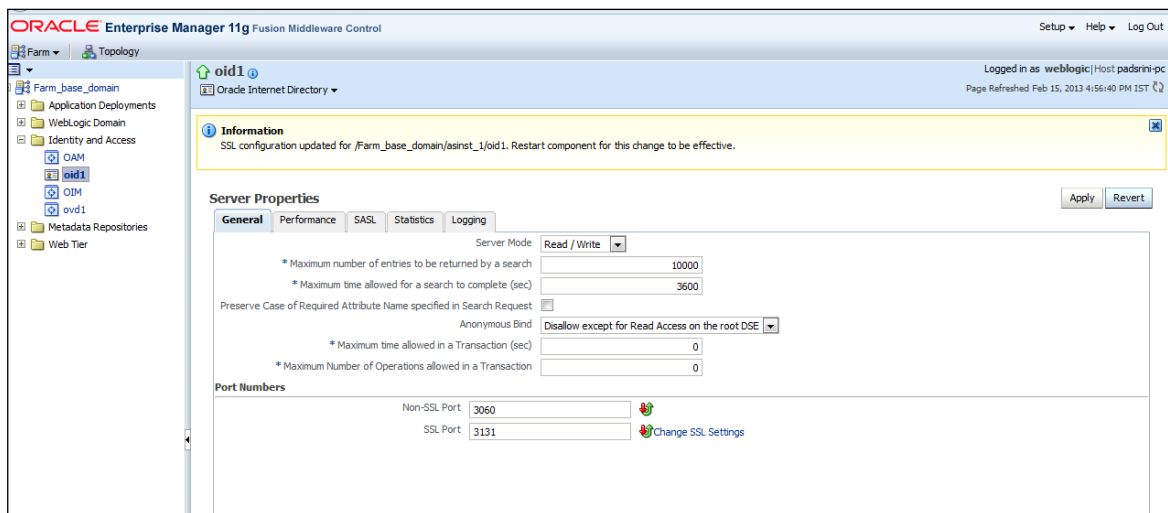 ORACLE Enterprise Manager 11g Fusion Middleware Control
Setup Help Log Out
Farm Topology
Farm_base_domain
Application Deployments
WebLogic Domain
Identity and Access
OAM
oid1
OIM
ovd1
Metadata Repositories
Web Tier
oid1
Oracle Internet Directory
Logged in as weblogic|Host padsrini-pc
Page Refreshed Feb 15, 2013 4:56:40 PM IST
Information
SSL configuration updated for /Farm_base_domain/asinst_1/oid1. Restart component for this change to be effective.
Server Properties
Apply Revert
General Performance SASL Statistics Logging
Server Mode Read / Write
* Maximum number of entries to be returned by a search 10000
* Maximum time allowed for a search to complete (sec) 3600
Preserve Case of Required Attribute Name specified in Search Request
Anonymous Bind Disallow except for Read Access on the root DSE
* Maximum time allowed in a Transaction (sec) 0
* Maximum Number of Operations allowed in a Transaction 0
Port Numbers
Non-SSL Port 3060
SSL Port 3131 Change SSL Settings